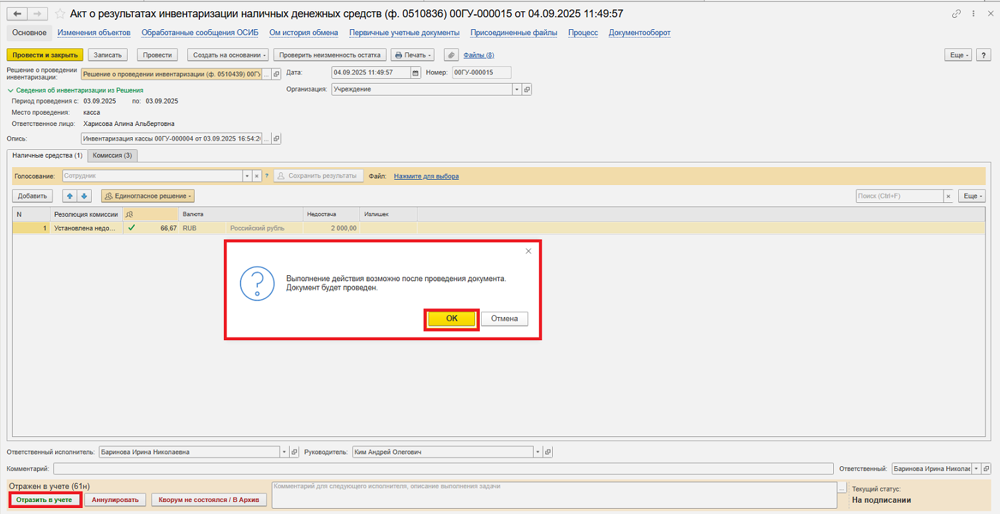 Акт о результатах инвентаризации наличных денежных средств (ф. 0510836) 00ГУ-000015 от 04.09.2025 11:49:57
Основное Изменения объектов Обработанные сообщения ОСИБ Ом история обмена Первичные учетные документы Присоединенные файлы Процесс Документооборот
Провести и закрыть Записать Провести Создать на основании Проверить неизменность остатка Печать Файлы (8) Еще ?
Решение о проведении
инвентаризации: Решение о проведении инвентаризации (ф. 0510439) 00ГУ ... Дата: 04.09.2025 11:49:57 Номер: 00ГУ-000015
Сведения об инвентаризации из Решения Организация: Учреждение
Период проведения с: 03.09.2025 по: 03.09.2025
Место проведения: касса
Ответственное лицо: Харисова Алина Альбертовна
Опись: Инвентаризация кассы 00ГУ-000004 от 03.09.2025 16:54:20 ...
Наличные средства (1) Комиссия (3)
Голосование: Сотрудник × ? Сохранить результаты Файл: Нажмите для выбора
Добавить Единогласное решение Поиск (Ctrl+F) × Еще
N Резолюция комиссии Валюта Недостача Излишек
1 Установлена недо... 66,67 RUB Российский рубль 2 000,00
Выполнение действия возможно после проведения документа.
Документ будет проведен.
OK Отмена
Ответственный исполнитель: Баринова Ирина Николаевна Руководитель: Ким Андрей Олегович
Комментарий: Ответственный: Баринова Ирина Николае
Отражен в учете (61н) Комментарий для следующего исполнителя, описание выполнения задачи ... Текущий статус:
Отразить в учете Аннулировать Кворум не состоялся / В Архив На подписании